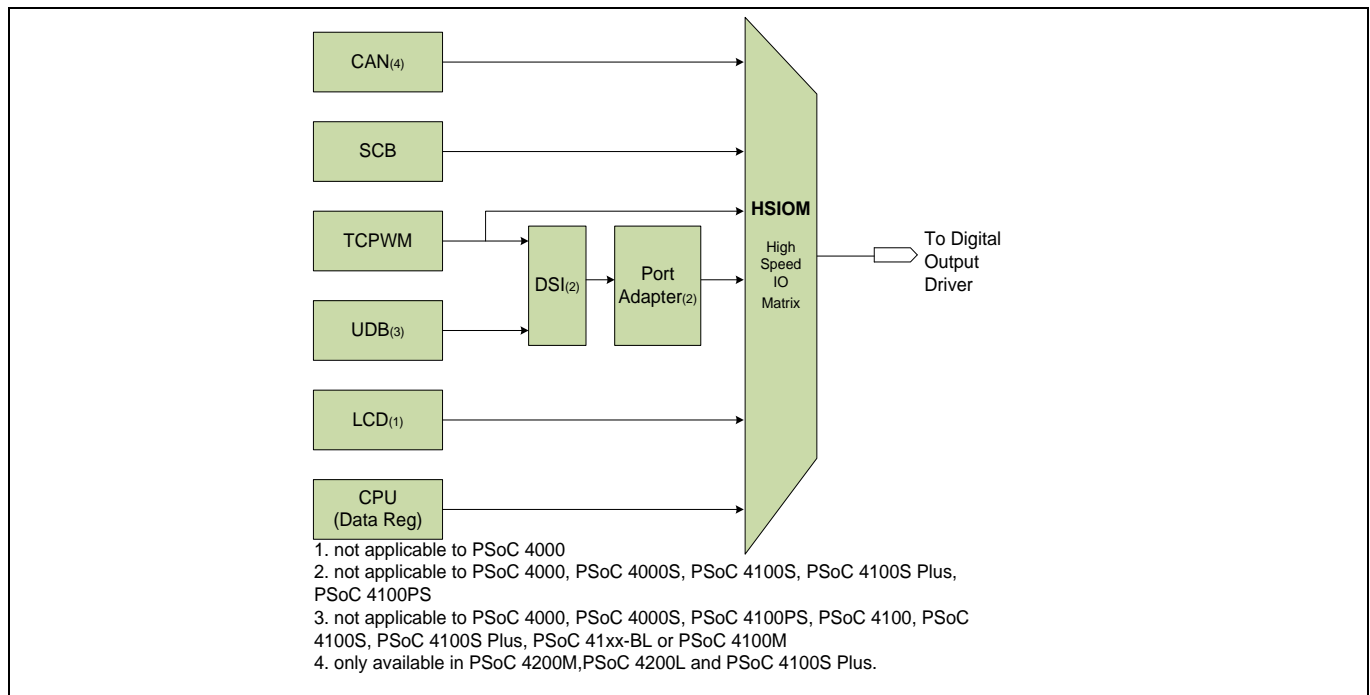 CAN(4)
SCB
TCPWM
UDB(3)
LCD(1)
CPU
(Data Reg)
DSI(2)
Port
Adapter(2)
HSIOM
High
Speed
IO
Matrix
To Digital
Output
Driver
1. not applicable to PSoC 4000
2. not applicable to PSoC 4000, PSoC 4000S, PSoC 4100S, PSoC 4100S Plus,
PSoC 4100PS
3. not applicable to PSoC 4000, PSoC 4000S, PSoC 4100PS, PSoC 4100, PSoC
4100S, PSoC 4100S Plus, PSoC 41xx-BL or PSoC 4100M
4. only available in PSoC 4200M,PSoC 4200L and PSoC 4100S Plus.